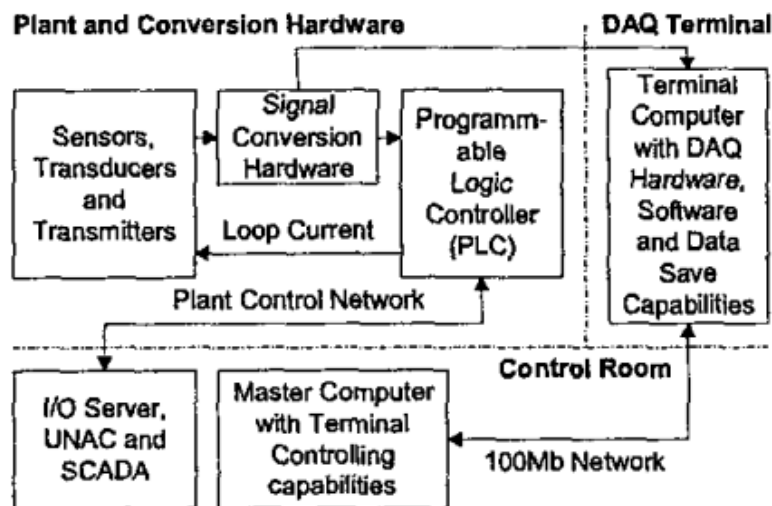 Plant and Conversion Hardware
DAQ Terminal
Sensors,
Transducers
and
Transmitters
Signal
Conversion
Hardware
Programm-
able
Logic
Controller
(PLC)
Terminal
Computer
with DAQ
Hardware,
Software
and Data
Save
Capabilities
Loop Current
Plant Control Network
Control Room
I/O Server,
UNAC and
SCADA
Master Computer
with Terminal
Controlling
capabilities
100Mb Network